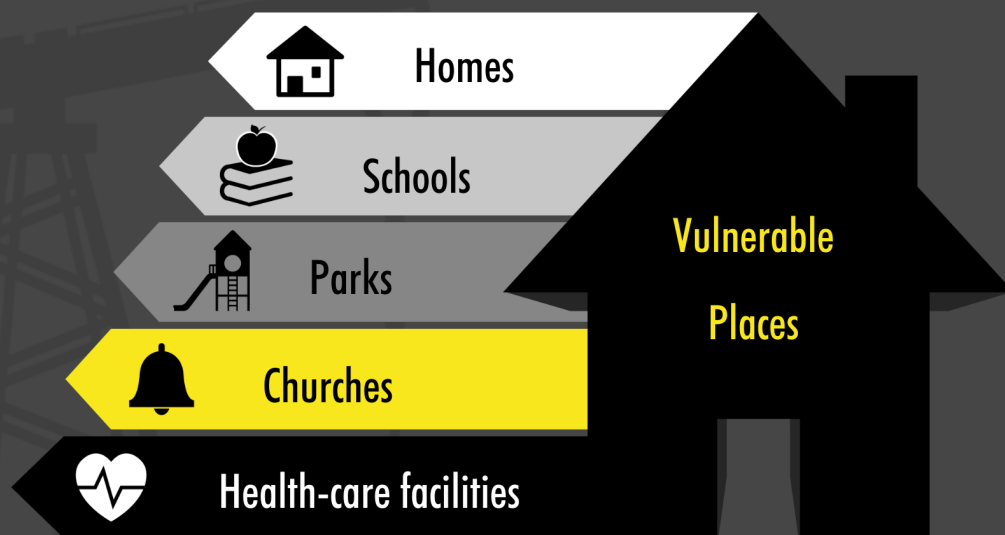 Homes
Schools
Parks
Churches
Health-care facilities
Vulnerable
Places